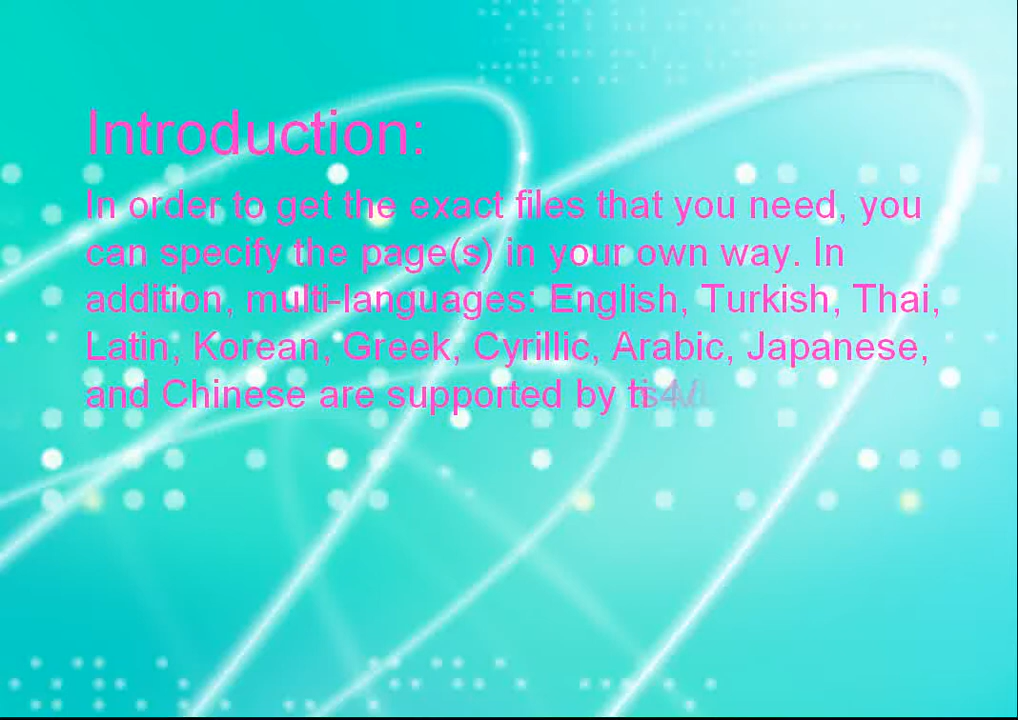 Introduction:
In order to get the exact files that you need, you
can specify the page(s) in your own way. In
addition, multi-languages: English, Turkish, Thai,
Latin, Korean, Greek, Cyrillic, Arabic, Japanese,
and Chinese are supported by